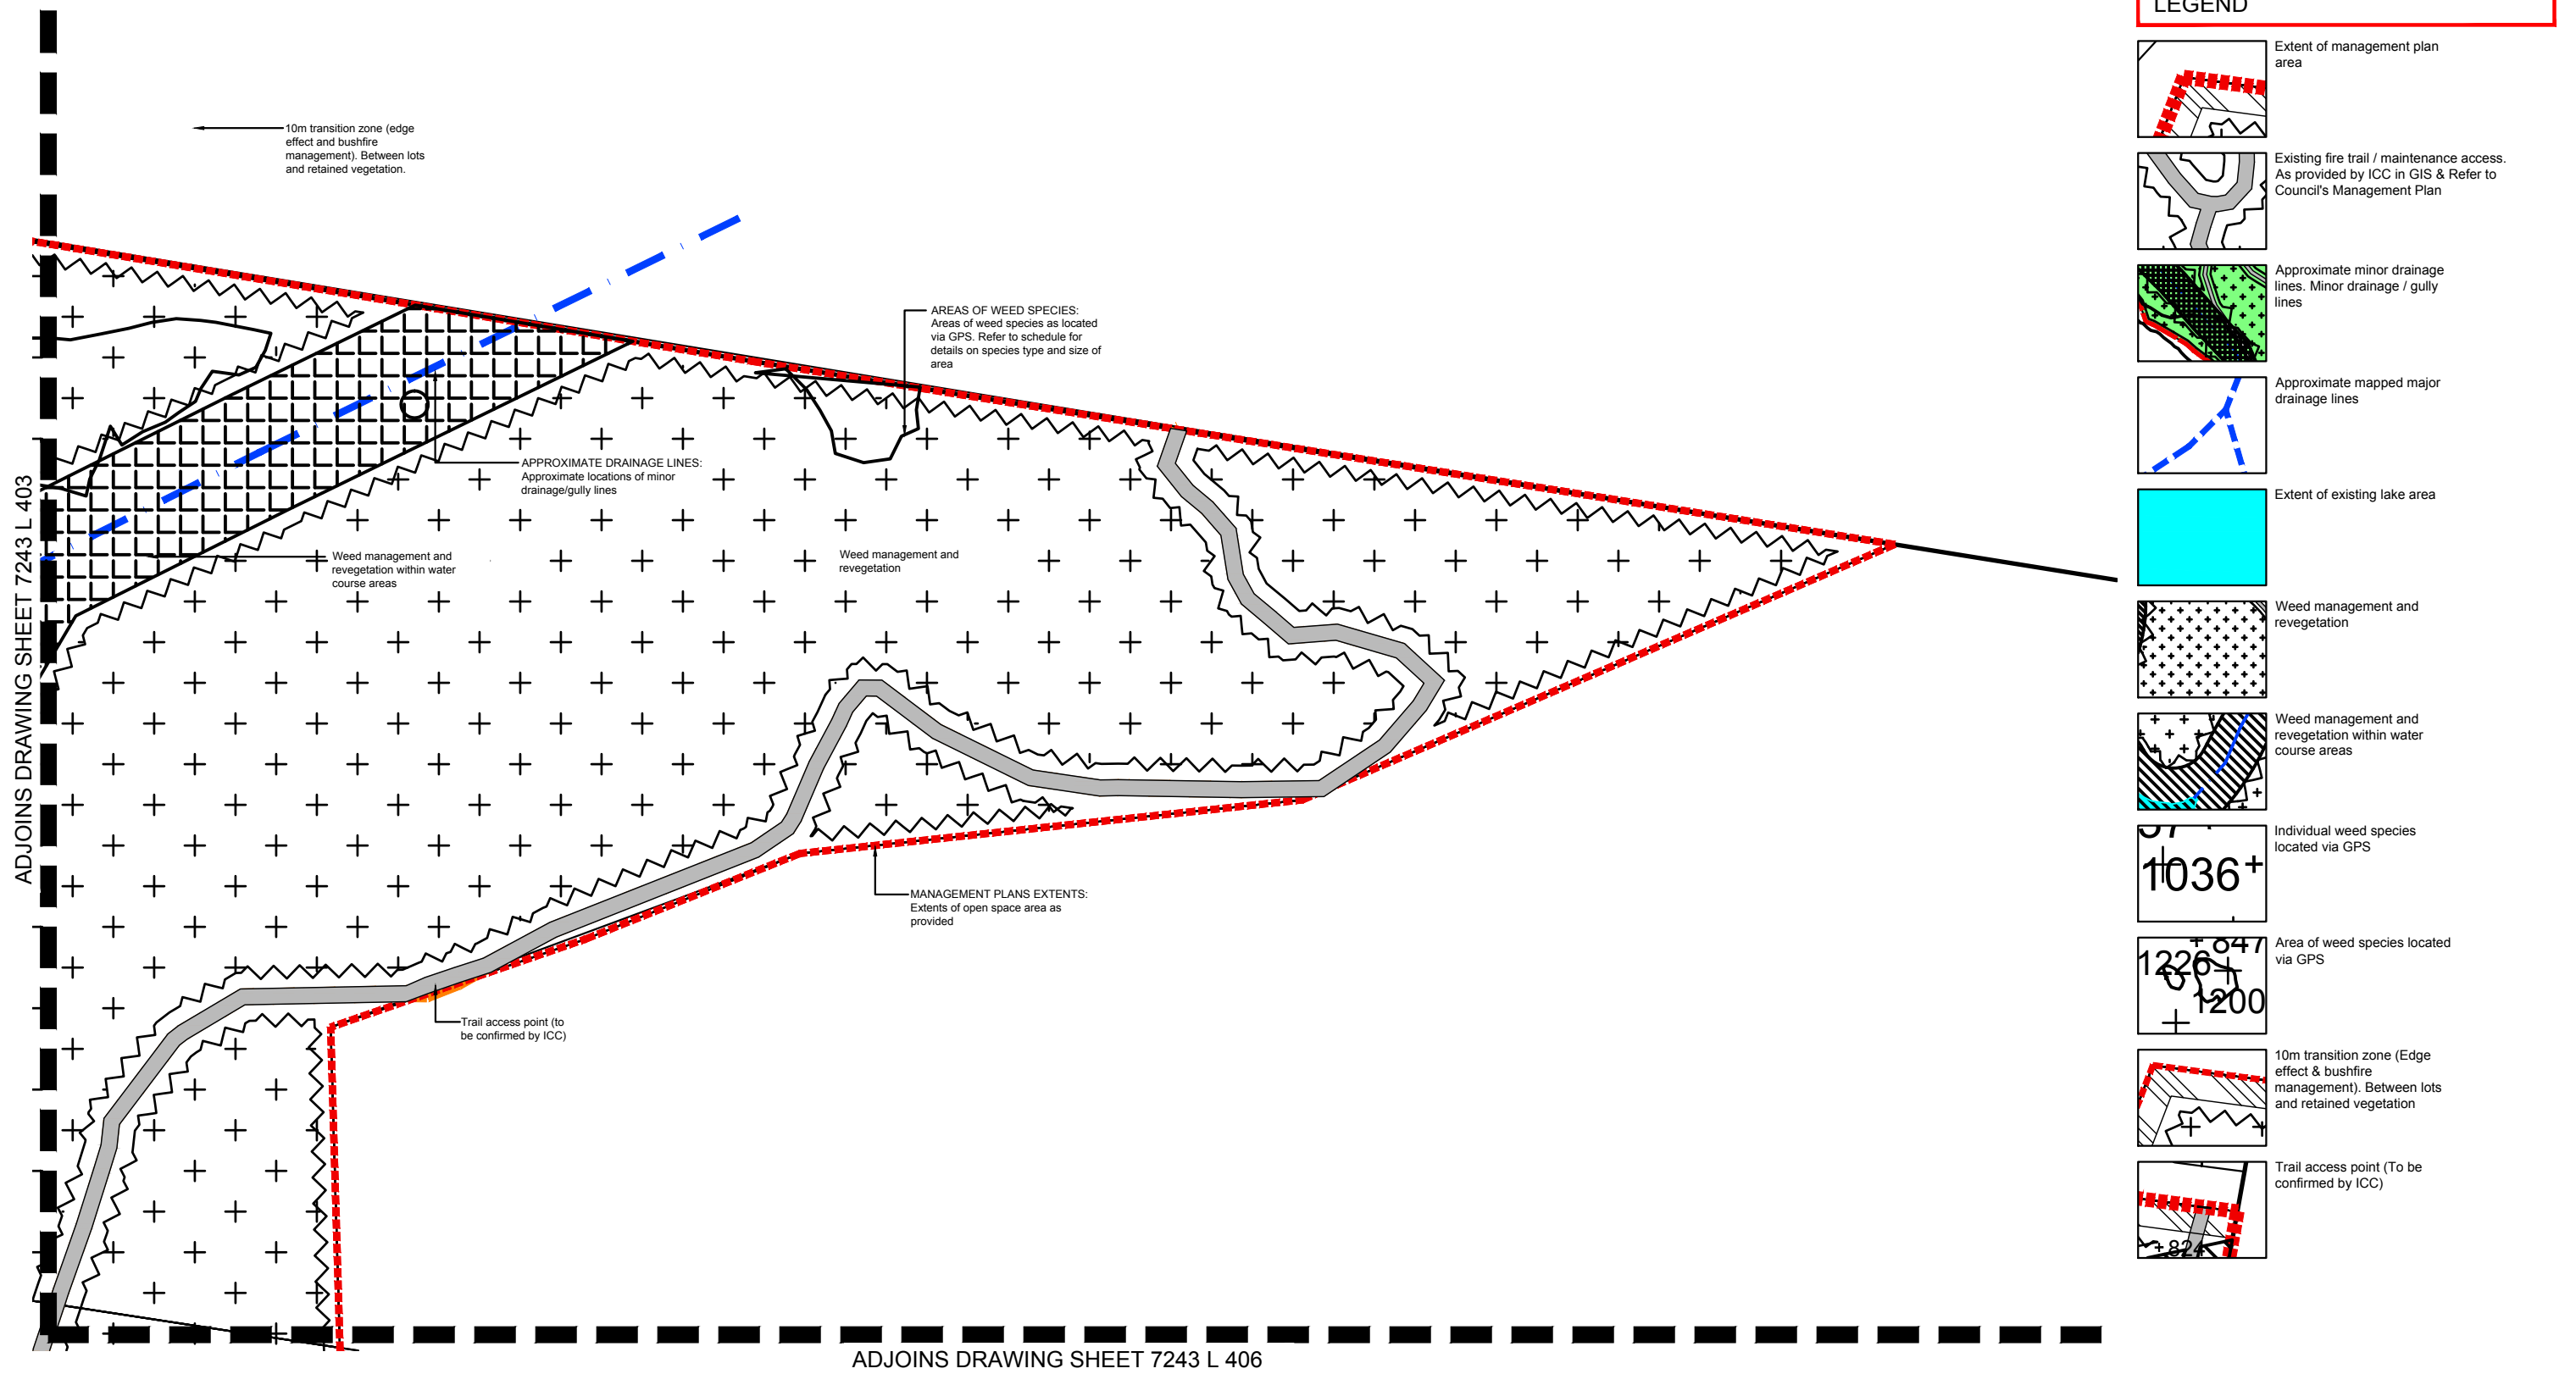 10m transition zone (edge
effect and bushfire
management). Between lots
and retained vegetation.
AREAS OF WEED SPECIES:
Areas of weed species as located
via GPS. Refer to schedule for
details on species type and size of
area
APPROXIMATE DRAINAGE LINES:
Approximate locations of minor
drainage/gully lines
Weed management and
revegetation within water
course areas
Weed management and
revegetation
MANAGEMENT PLANS EXTENTS:
Extents of open space area as
provided
Trail access point (to
be confirmed by ICC)
ADJOINS DRAWING SHEET 7243 L 403
ADJOINS DRAWING SHEET 7243 L 406
LEGEND
Extent of management plan
area
Existing fire trail / maintenance access.
As provided by ICC in GIS & Refer to
Council's Management Plan
Approximate minor drainage
lines. Minor drainage / gully
lines
Approximate mapped major
drainage lines
Extent of existing lake area
Weed management and
revegetation
Weed management and
revegetation within water
course areas
1036
Individual weed species
located via GPS
847
1226
1200
Area of weed species located
via GPS
10m transition zone (Edge
effect & bushfire
management). Between lots
and retained vegetation
824
Trail access point (To be
confirmed by ICC)